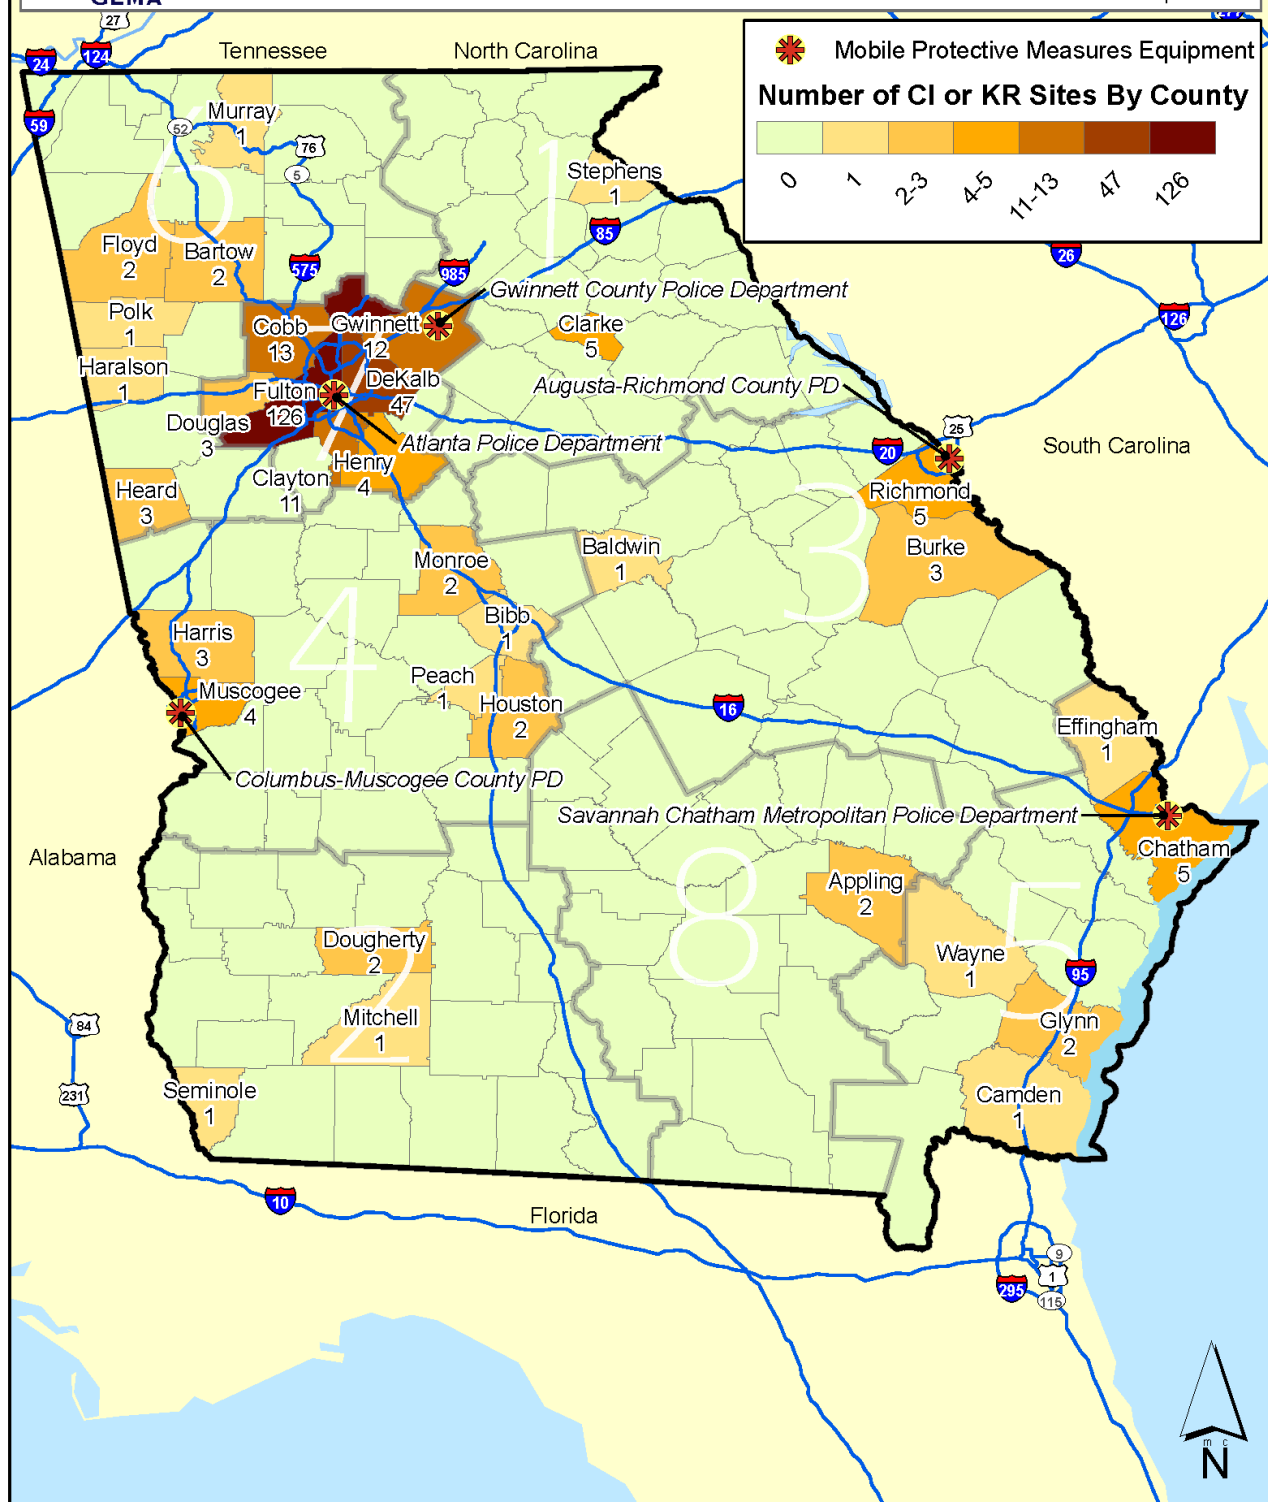 GEMA
27
24
124
Tennessee
North Carolina
Mobile Protective Measures Equipment
Number of CI or KR Sites By County
0
1
2-3
4-5
11-13
47
126
59
Murray
1
52
76
5
6
1
Stephens
1
85
26
Floyd
2
Bartow
2
575
985
Gwinnett County Police Department
126
Polk
1
Cobb
13
Gwinnett
12
Clarke
5
Haralson
1
DeKalb
47
Augusta-Richmond County PD
Fulton
126
7
Douglas
3
Atlanta Police Department
25
20
South Carolina
Henry
4
Clayton
11
Heard
3
Richmond
5
3
Monroe
2
Baldwin
1
Burke
3
Bibb
1
4
Harris
3
Peach
1
Muscogee
4
Houston
2
16
Effingham
1
Columbus-Muscogee County PD
Savannah Chatham Metropolitan Police Department
Alabama
Chatham
5
8
Appling
2
5
Dougherty
2
Wayne
1
95
2
Mitchell
1
Glynn
2
84
231
Seminole
1
Camden
1
10
Florida
9
1
295
115
m c
N